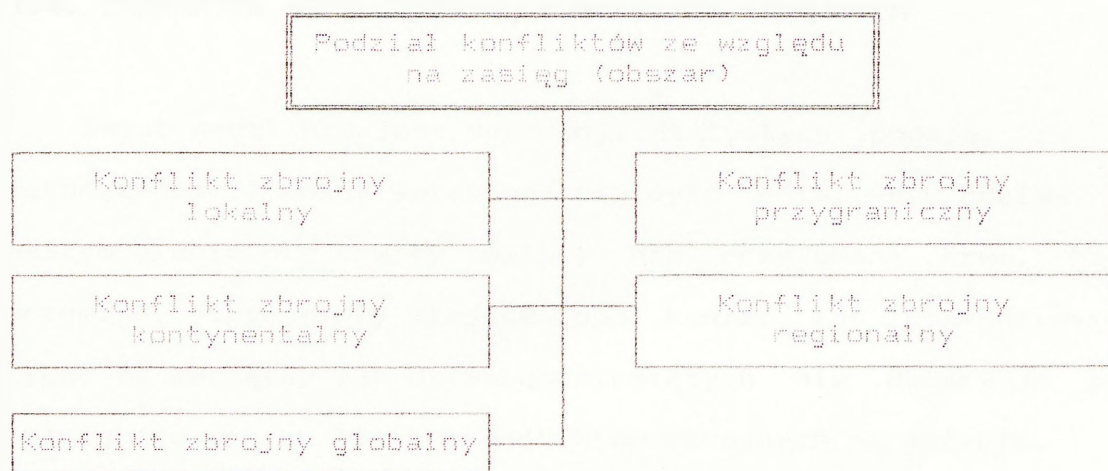 Podział konfliktów ze względu
na zasięg (obszar)
Konflikt zbrojny
lokalny
Konflikt zbrojny
przygraniczny
Konflikt zbrojny
kontynentalny
Konflikt zbrojny
regionalny
Konflikt zbrojny globalny